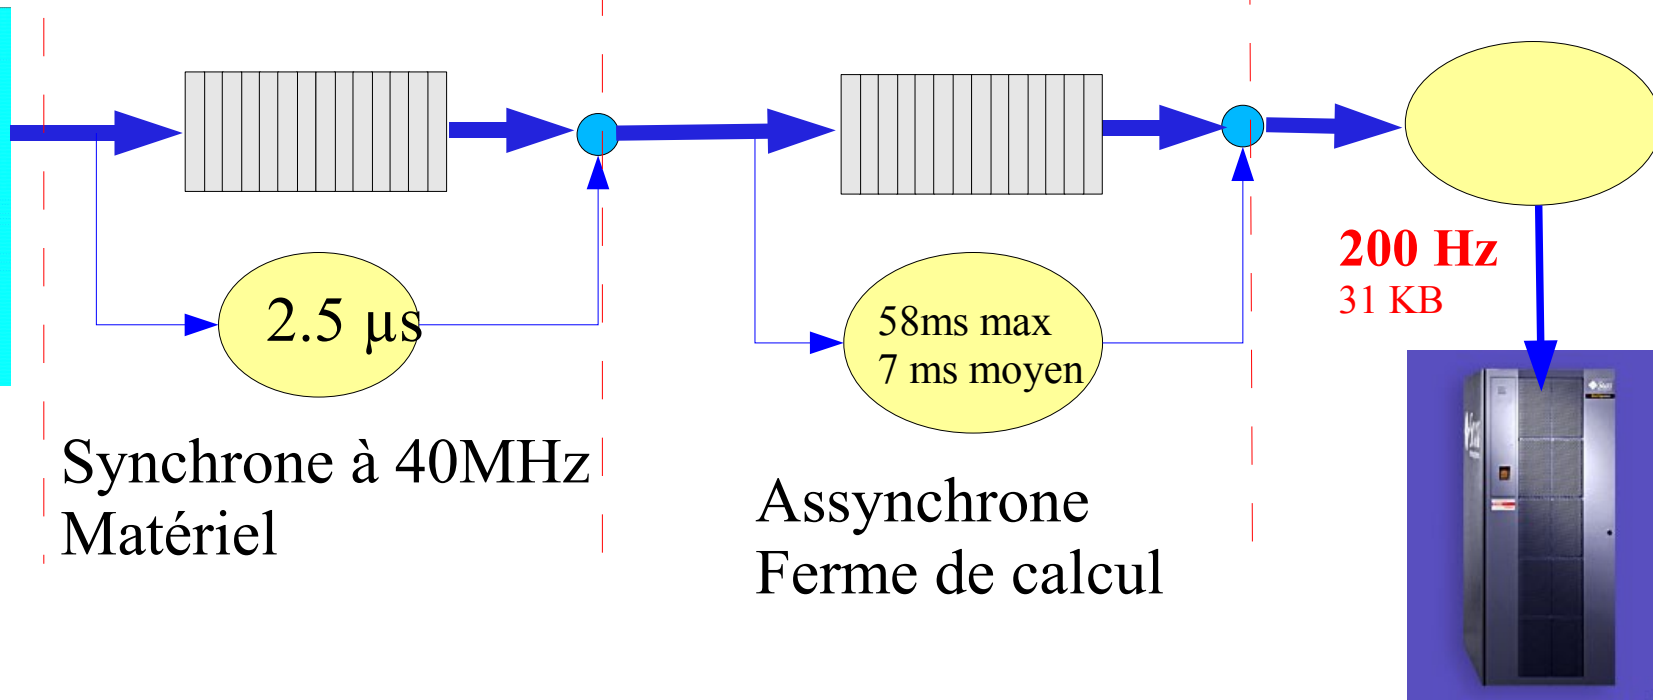 2.5 µs
Synchrone à 40MHz
Matériel
58ms max
7 ms moyen
Assynchrone
Ferme de calcul
200 Hz
31 KB
Sun